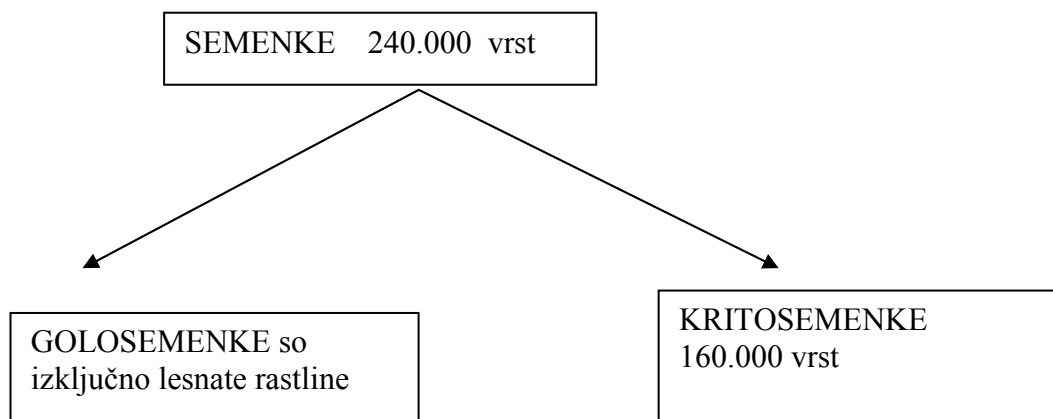 SEMENKE 240.000 vrst
GOLOSEMENKE so
izključno lesnate rastline
KRITOSEMENKE
160.000 vrst